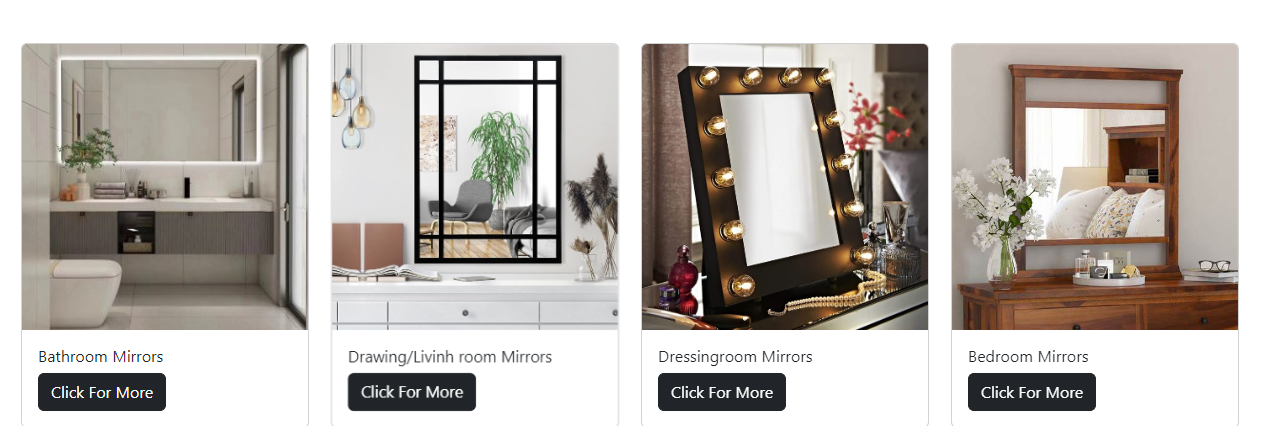 Bathroom Mirrors
Click For More
Drawing/Livinh room Mirrors
Click For More
Dressingroom Mirrors
Click For More
Bedroom Mirrors
Click For More